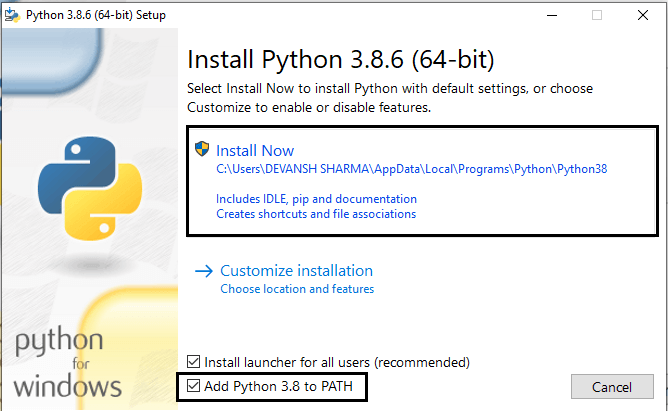 Python 3.8.6 (64-bit) Setup
Install Python 3.8.6 (64-bit)
Select Install Now to install Python with default settings, or choose
Customize to enable or disable features.
Install Now
C:\Users\DEVANSH SHARMA\AppData\Local\Programs\Python\Python38
Includes IDLE, pip and documentation
Creates shortcuts and file associations
Customize installation
Choose location and features
python
for
windows
Install launcher for all users (recommended)
Add Python 3.8 to PATH
Cancel